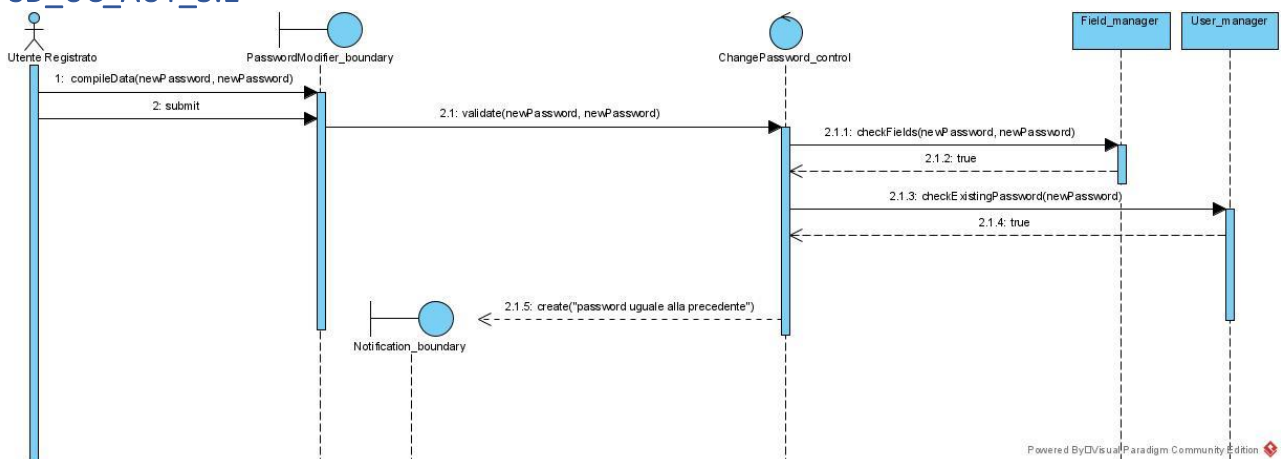 Field_manager
User_manager
Utente Registrato
PasswordModifier_boundary
ChangePassword_control
1: compileData(newPassword, newPassword)
2: submit
2.1: validate(newPassword, newPassword)
2.1.1: checkFields(newPassword, newPassword)
2.1.2: true
2.1.3: checkExistingPassword(newPassword)
2.1.4: true
2.1.5: create("password uguale alla precedente")
Notification_boundary
Powered By Visual Paradigm Community Edition